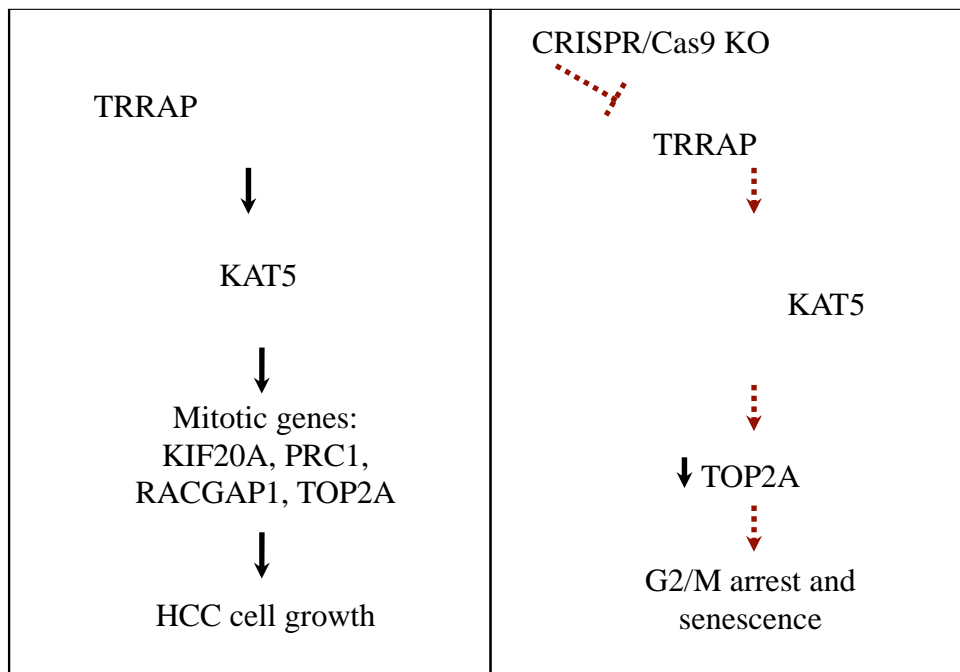 TRRAP
KAT5
Mitotic genes:
KIF20A, PRC1,
RACGAP1, TOP2A
HCC cell growth
CRISPR/Cas9 KO
TRRAP
KAT5
TOP2A
G2/M arrest and
senescence